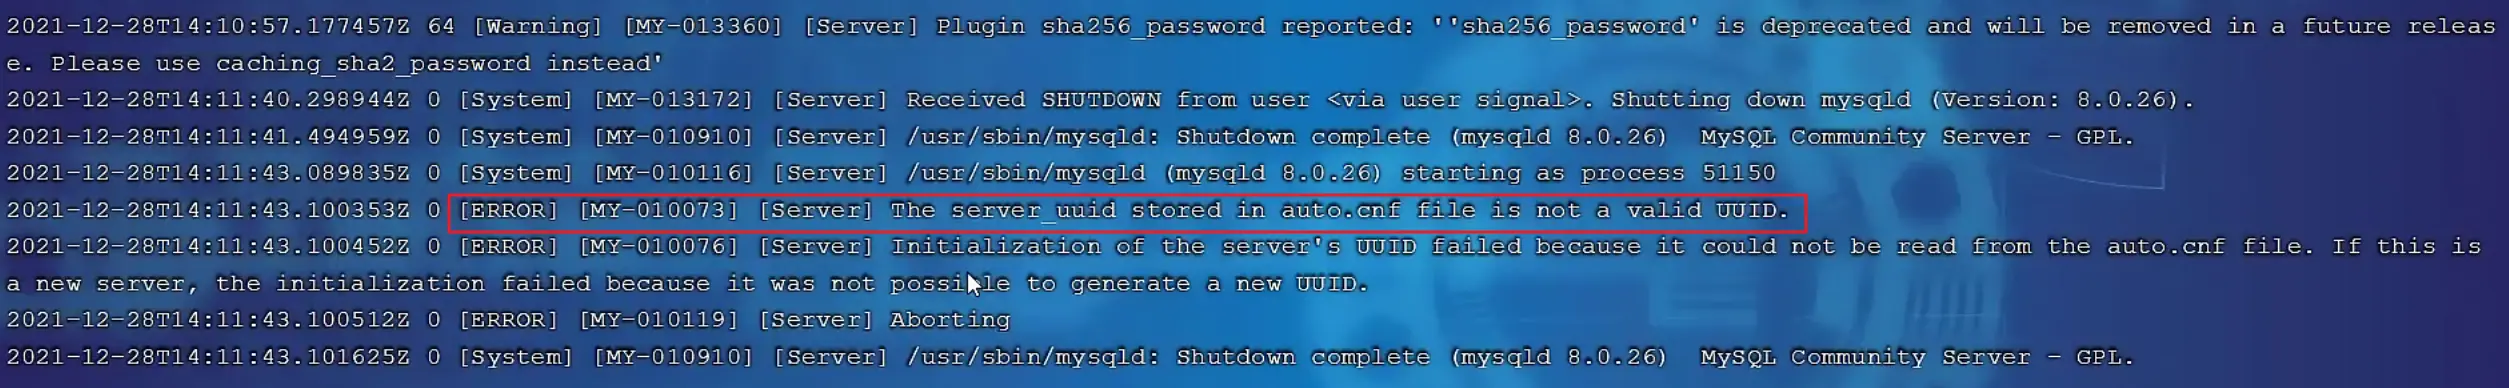 2021-12-28T14:10:57.177457Z 64 [Warning] [MY-013360] [Server] Plugin sha256_password reported: ''sha256_password' is deprecated and will be removed in a future releas
e. Please use caching_sha2_password instead'
2021-12-28T14:11:40.298944Z 0 [System] [MY-013172] [Server] Received SHUTDOWN from user <via user signal>. Shutting down mysqld (Version: 8.0.26).
2021-12-28T14:11:41.494959Z 0 [System] [MY-010910] [Server] /usr/sbin/mysqld: Shutdown complete (mysqld 8.0.26)  MySQL Community Server - GPL.
2021-12-28T14:11:43.089835Z 0 [System] [MY-010116] [Server] /usr/sbin/mysqld (mysqld 8.0.26) starting as process 51150
2021-12-28T14:11:43.100353Z 0 [ERROR] [MY-010073] [Server] The server_uuid stored in auto.cnf file is not a valid UUID.
2021-12-28T14:11:43.100452Z 0 [ERROR] [MY-010076] [Server] Initialization of the server's UUID failed because it could not be read from the auto.cnf file. If this is
a new server, the initialization failed because it was not possible to generate a new UUID.
2021-12-28T14:11:43.100512Z 0 [ERROR] [MY-010119] [Server] Aborting
2021-12-28T14:11:43.101625Z 0 [System] [MY-010910] [Server] /usr/sbin/mysqld: Shutdown complete (mysqld 8.0.26)  MySQL Community Server - GPL.